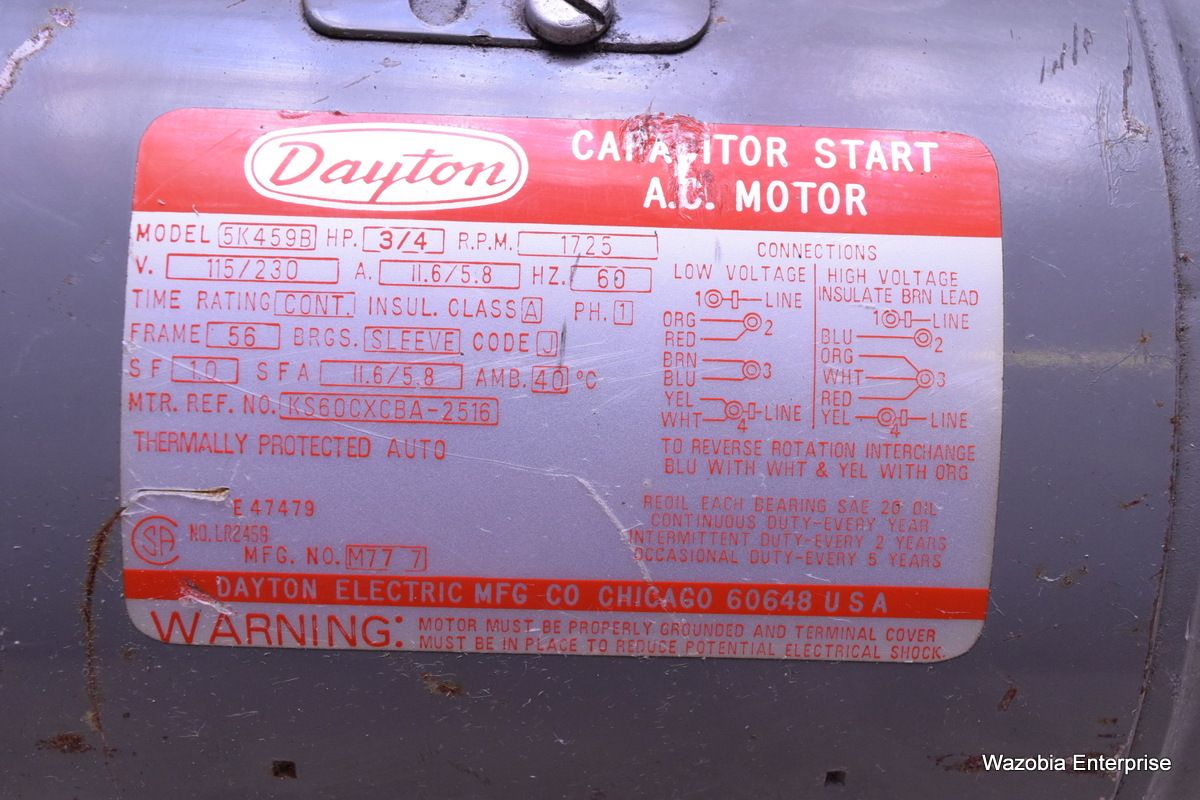 Dayton
CAPACITOR START
A.C. MOTOR
MODEL 5K459B HP. 3/4 R.P.M. 1725
V. 115/230 A. 11.6/5.8 HZ. 60
TIME RATING CONT. INSUL. CLASS A PH. 1
FRAME 56 BRGS. SLEEVE CODE J
S F 1.0 S F A 11.6/5.8 AMB. 40 °C
MTR. REF. NO. KS60CXCBA-2516
THERMALLY PROTECTED AUTO
E 47479
SA NO. LR2458
MFG. NO. M77 7
CONNECTIONS
LOW VOLTAGE
1 LINE
ORG
RED 2
BRN
BLU 3
YEL
WHT 4 LINE
HIGH VOLTAGE
INSULATE BRN LEAD
1 LINE
BLU 2
ORG
WHT 3
RED
YEL 4 LINE
TO REVERSE ROTATION INTERCHANGE
BLU WITH WHT & YEL WITH ORG
REOIL EACH BEARING SAE 20 OIL
CONTINUOUS DUTY-EVERY YEAR
INTERMITTENT DUTY-EVERY 2 YEARS
OCCASIONAL DUTY-EVERY 5 YEARS
DAYTON ELECTRIC MFG CO CHICAGO 60648 U S A
WARNING: MOTOR MUST BE PROPERLY GROUNDED AND TERMINAL COVER
MUST BE IN PLACE TO REDUCE POTENTIAL ELECTRICAL SHOCK.
Wazobia Enterprise